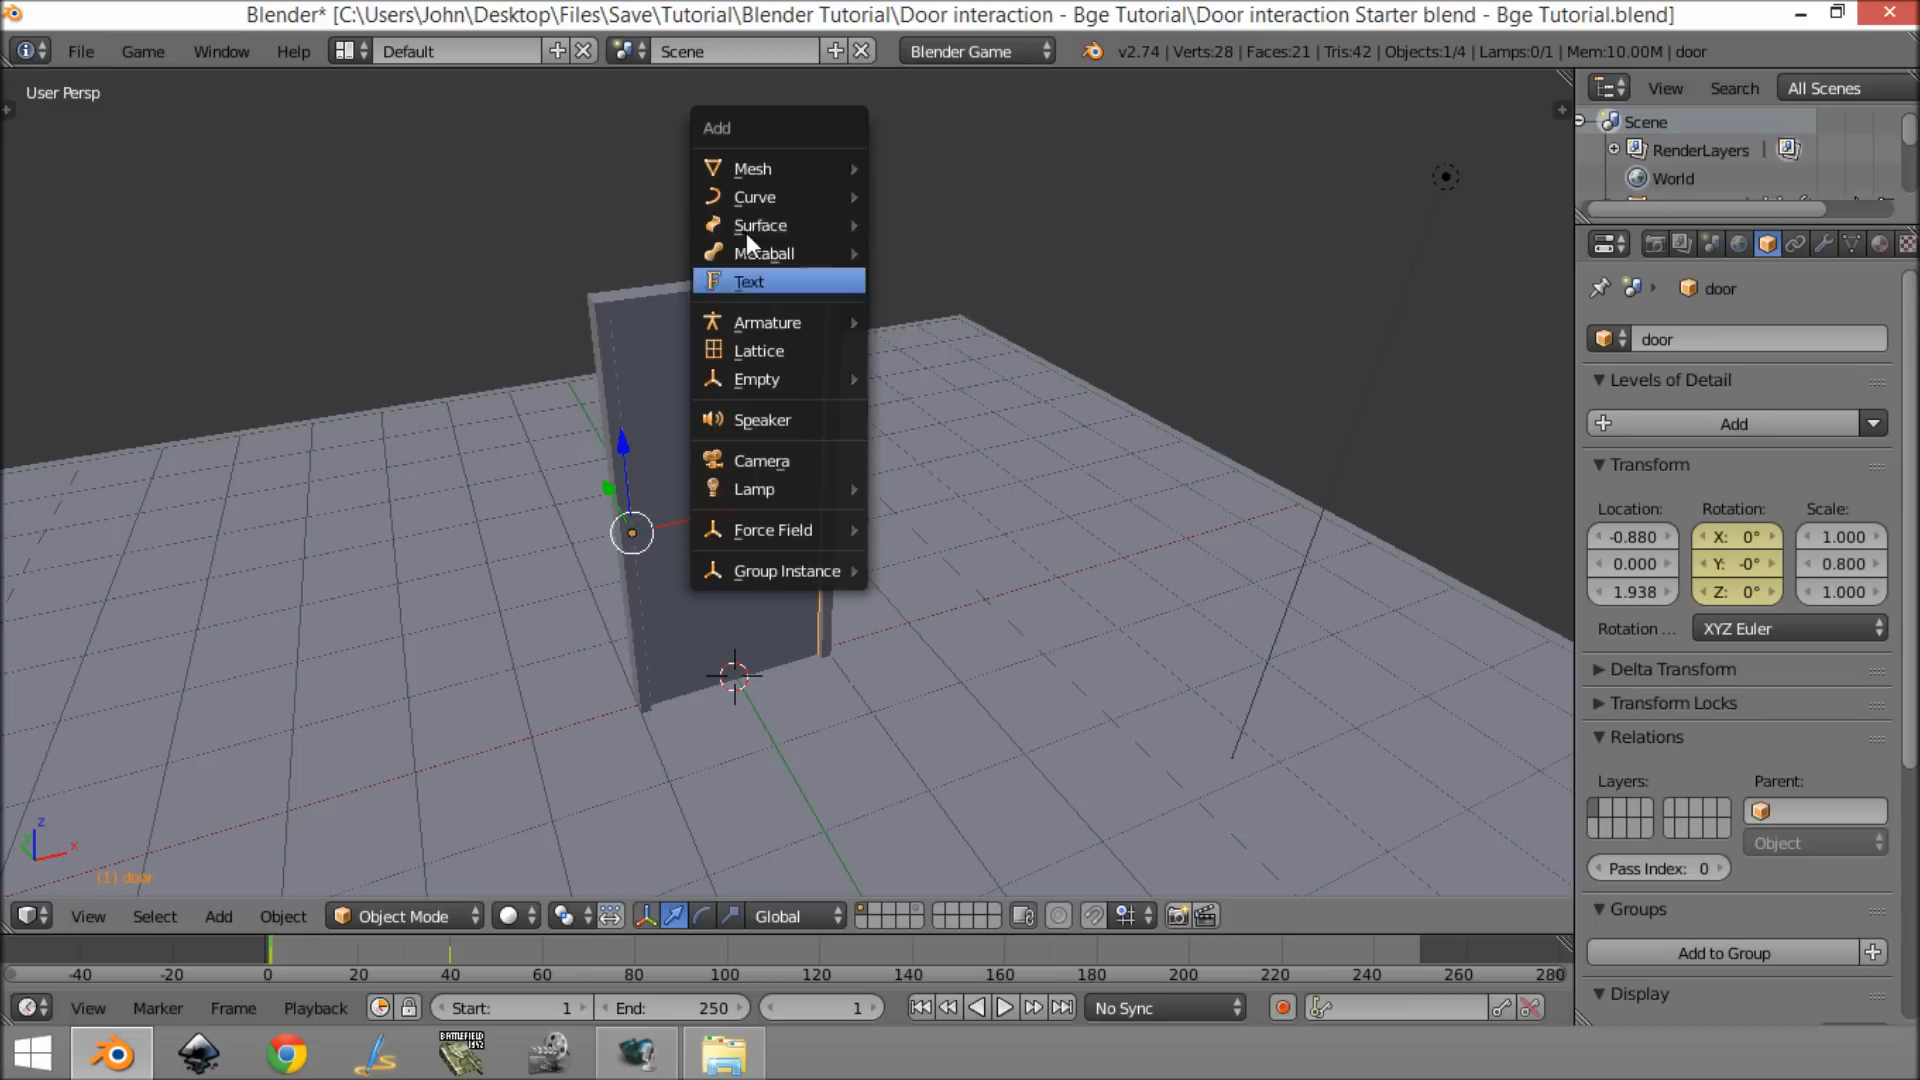 Blender* [C:\Users\John\Desktop\Files\Save\Tutorial\Blender Tutorial\Door interaction - Bge Tutorial\Door interaction Starter blend - Bge Tutorial.blend]
File Game Window Help Default Scene Blender Game v2.74 | Verts:28 | Faces:21 | Tris:42 | Objects:1/4 | Lamps:0/1 | Mem:10.00M | door
User Persp
Add
Mesh
Curve
Surface
Metaball
Text
Armature
Lattice
Empty
Speaker
Camera
Lamp
Force Field
Group Instance
z
x
(1) door
View Search All Scenes
Scene
RenderLayers
World
door
door
Levels of Detail
Add
Transform
Location: Rotation: Scale:
-0.880 X: 0° 1.000
0.000 Y: -0° 0.800
1.938 Z: 0° 1.000
Rotation ... XYZ Euler
Delta Transform
Transform Locks
Relations
Layers: Parent:
Object
Pass Index: 0
Groups
Add to Group
Display
View Select Add Object Object Mode Global
-40 -20 0 20 40 60 80 100 120 140 160 180 200 220 240 260 280
View Marker Frame Playback Start: 1 End: 250 1 No Sync
BATTLEFIELD
1942